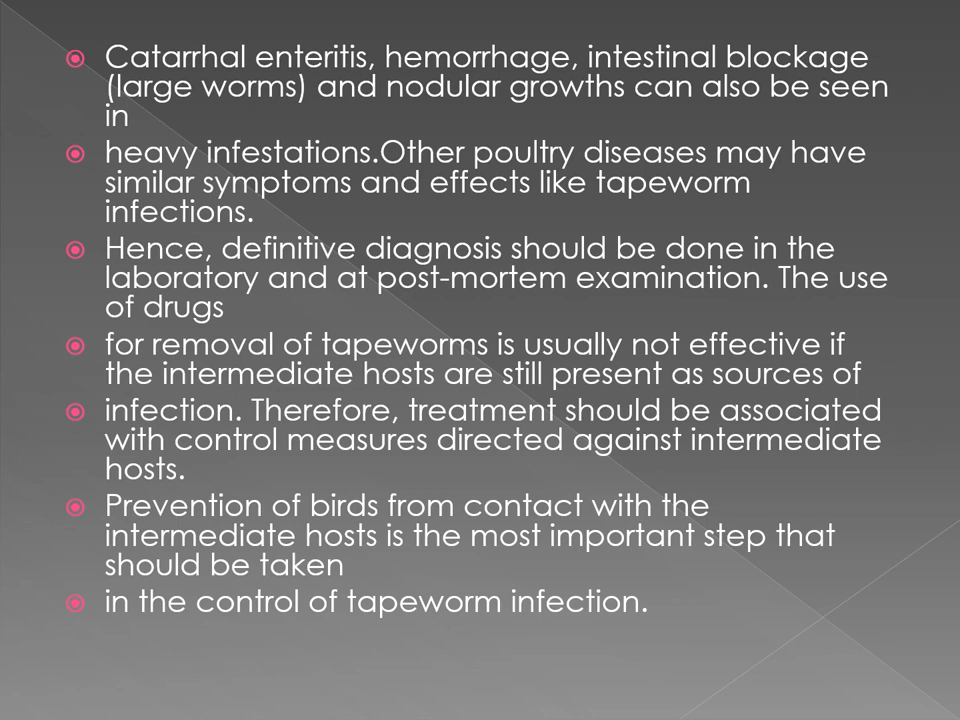 Catarrhal enteritis, hemorrhage, intestinal blockage
(large worms) and nodular growths can also be seen
in
heavy infestations.Other poultry diseases may have
similar symptoms and effects like tapeworm
infections.
Hence, definitive diagnosis should be done in the
laboratory and at post-mortem examination. The use
of drugs
for removal of tapeworms is usually not effective if
the intermediate hosts are still present as sources of
infection. Therefore, treatment should be associated
with control measures directed against intermediate
hosts.
Prevention of birds from contact with the
intermediate hosts is the most important step that
should be taken
in the control of tapeworm infection.